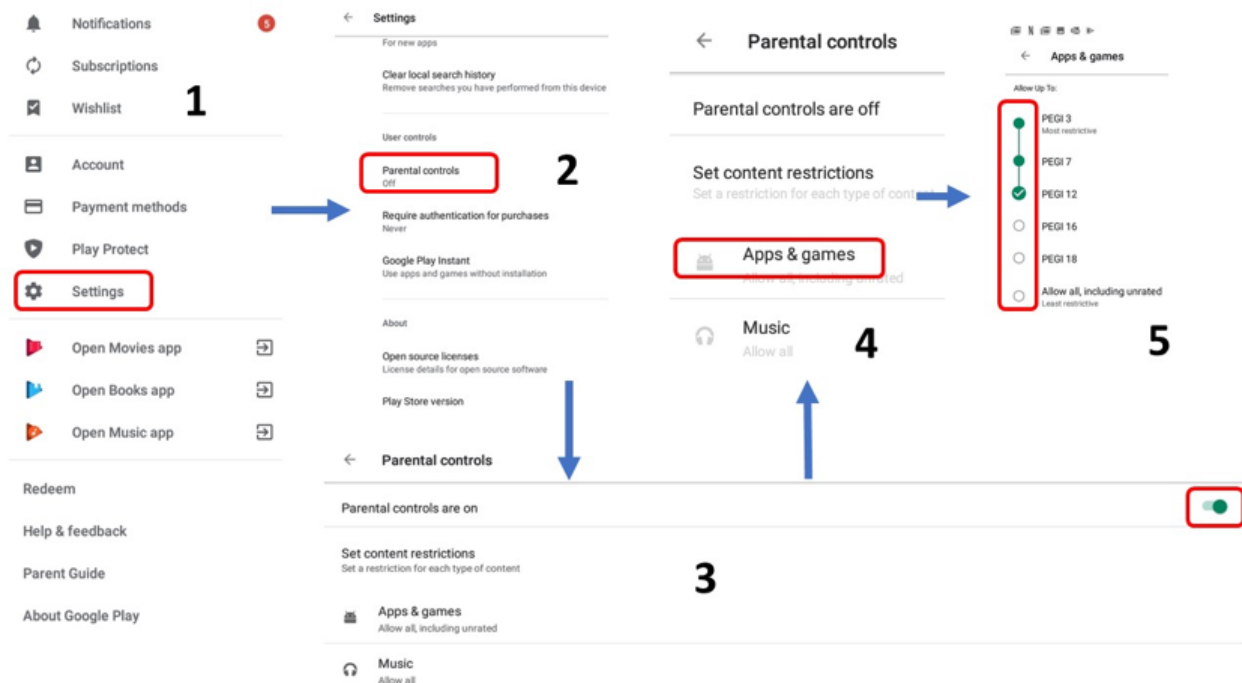 Notifications
5
Subscriptions
Wishlist
1
Account
Payment methods
Play Protect
Settings
Open Movies app
Open Books app
Open Music app
Redeem
Help & feedback
Parent Guide
About Google Play
Settings
For new apps
Clear local search history
Remove searches you have performed from this device
User controls
2
Parental controls
Off
Require authentication for purchases
Never
Google Play Instant
Use apps and games without installation
About
Open source licenses
License details for open source software
Play Store version
Parental controls
Parental controls are on
Set content restrictions
Set a restriction for each type of content
3
Apps & games
Allow all, including unrated
Music
Allow all
Parental controls
Parental controls are off
Set content restrictions
Set a restriction for each type of content
Apps & games
Allow all, including unrated
Music
Allow all
4
Apps & games
Allow Up To:
PEGI 3
Most restrictive
PEGI 7
PEGI 12
PEGI 16
PEGI 18
Allow all, including unrated
Least restrictive
5